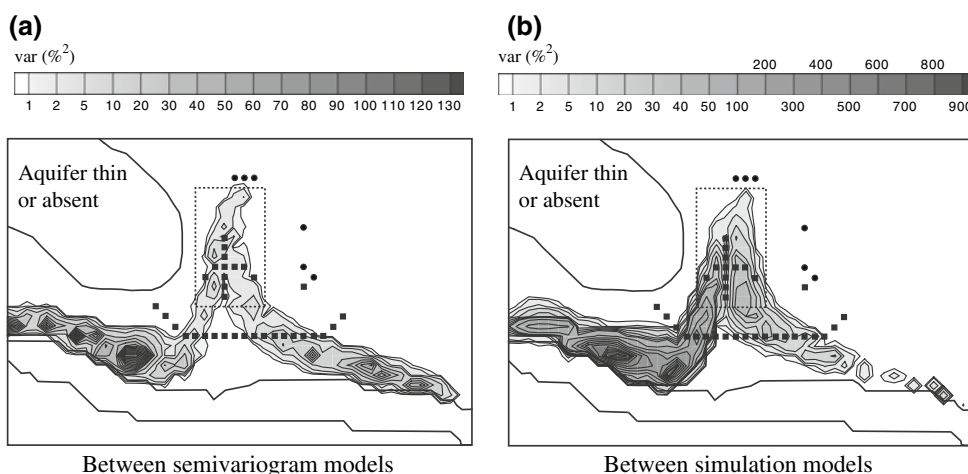 (a)
var (%²)
1 2 5 10 20 30 50 60 70 80 90 100 110 120 130
Aquifer thin
or absent
Between semivariogram models
(b)
var (%²)
200 400 600 800
1 2 5 10 20 30 40 50 100 300 500 700 900
Aquifer thin
or absent
Between simulation models